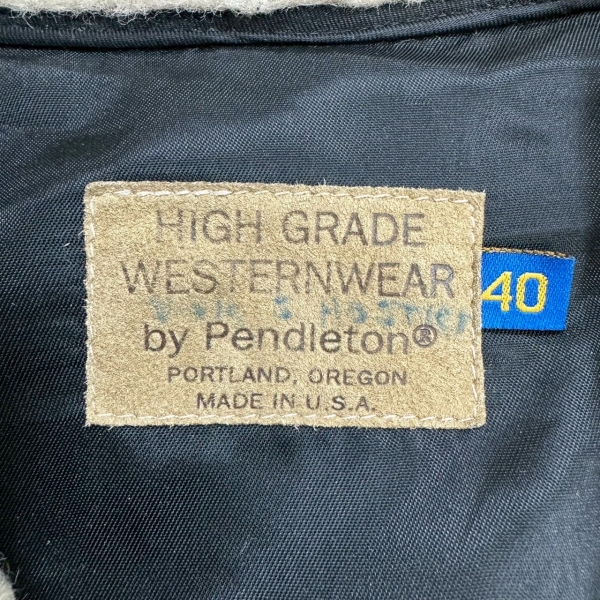 HIGH GRADE
WESTERNWEAR
by Pendleton®
PORTLAND, OREGON
MADE IN U.S.A.
40